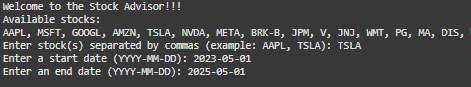 Welcome to the Stock Advisor!!!
Available stocks:
AAPL, MSFT, GOOGL, AMZN, TSLA, NVDA, META, BRK-B, JPM, V, JNJ, WMT, PG, MA, DIS,
Enter stock(s) separated by commas (example: AAPL, TSLA): TSLA
Enter a start date (YYYY-MM-DD): 2023-05-01
Enter an end date (YYYY-MM-DD): 2025-05-01